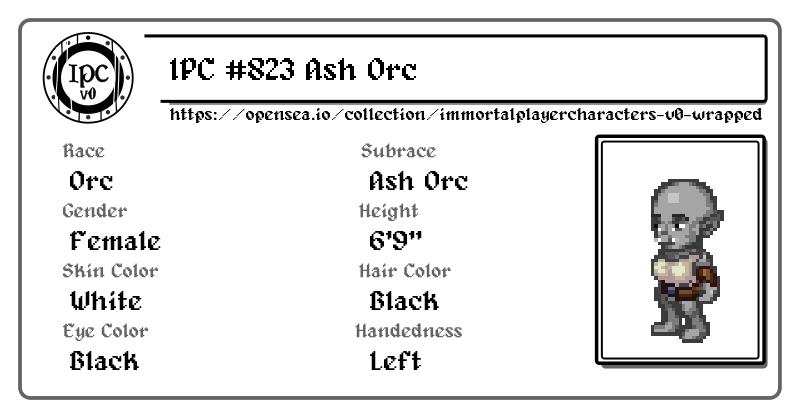 IPC
v0
IPC #823 Ash Orc
https://opensea.io/collection/immortalplayercharacters-v0-wrapped
Race
Orc
Subrace
Ash Orc
Gender
Female
Height
6'9"
Skin Color
White
Hair Color
Black
Eye Color
Black
Handedness
Left